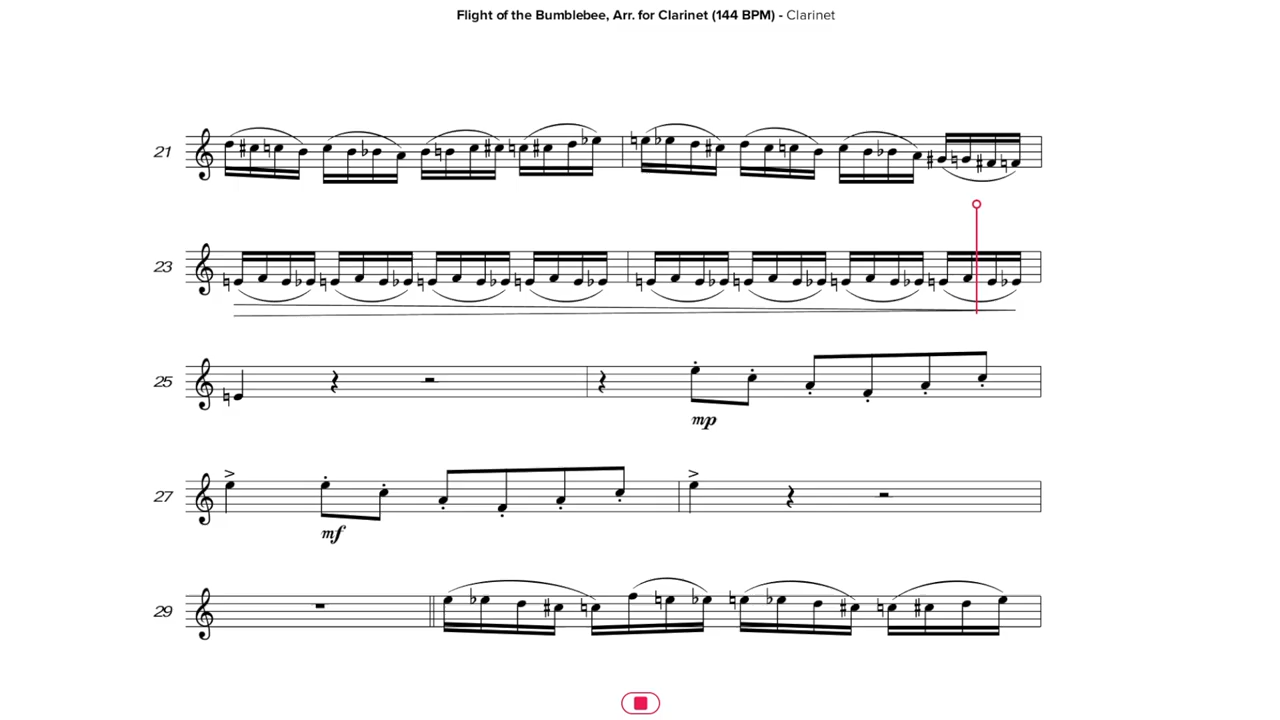 Flight of the Bumblebee, Arr. for Clarinet (144 BPM) - Clarinet
21
23
25
mp
27
mf
29